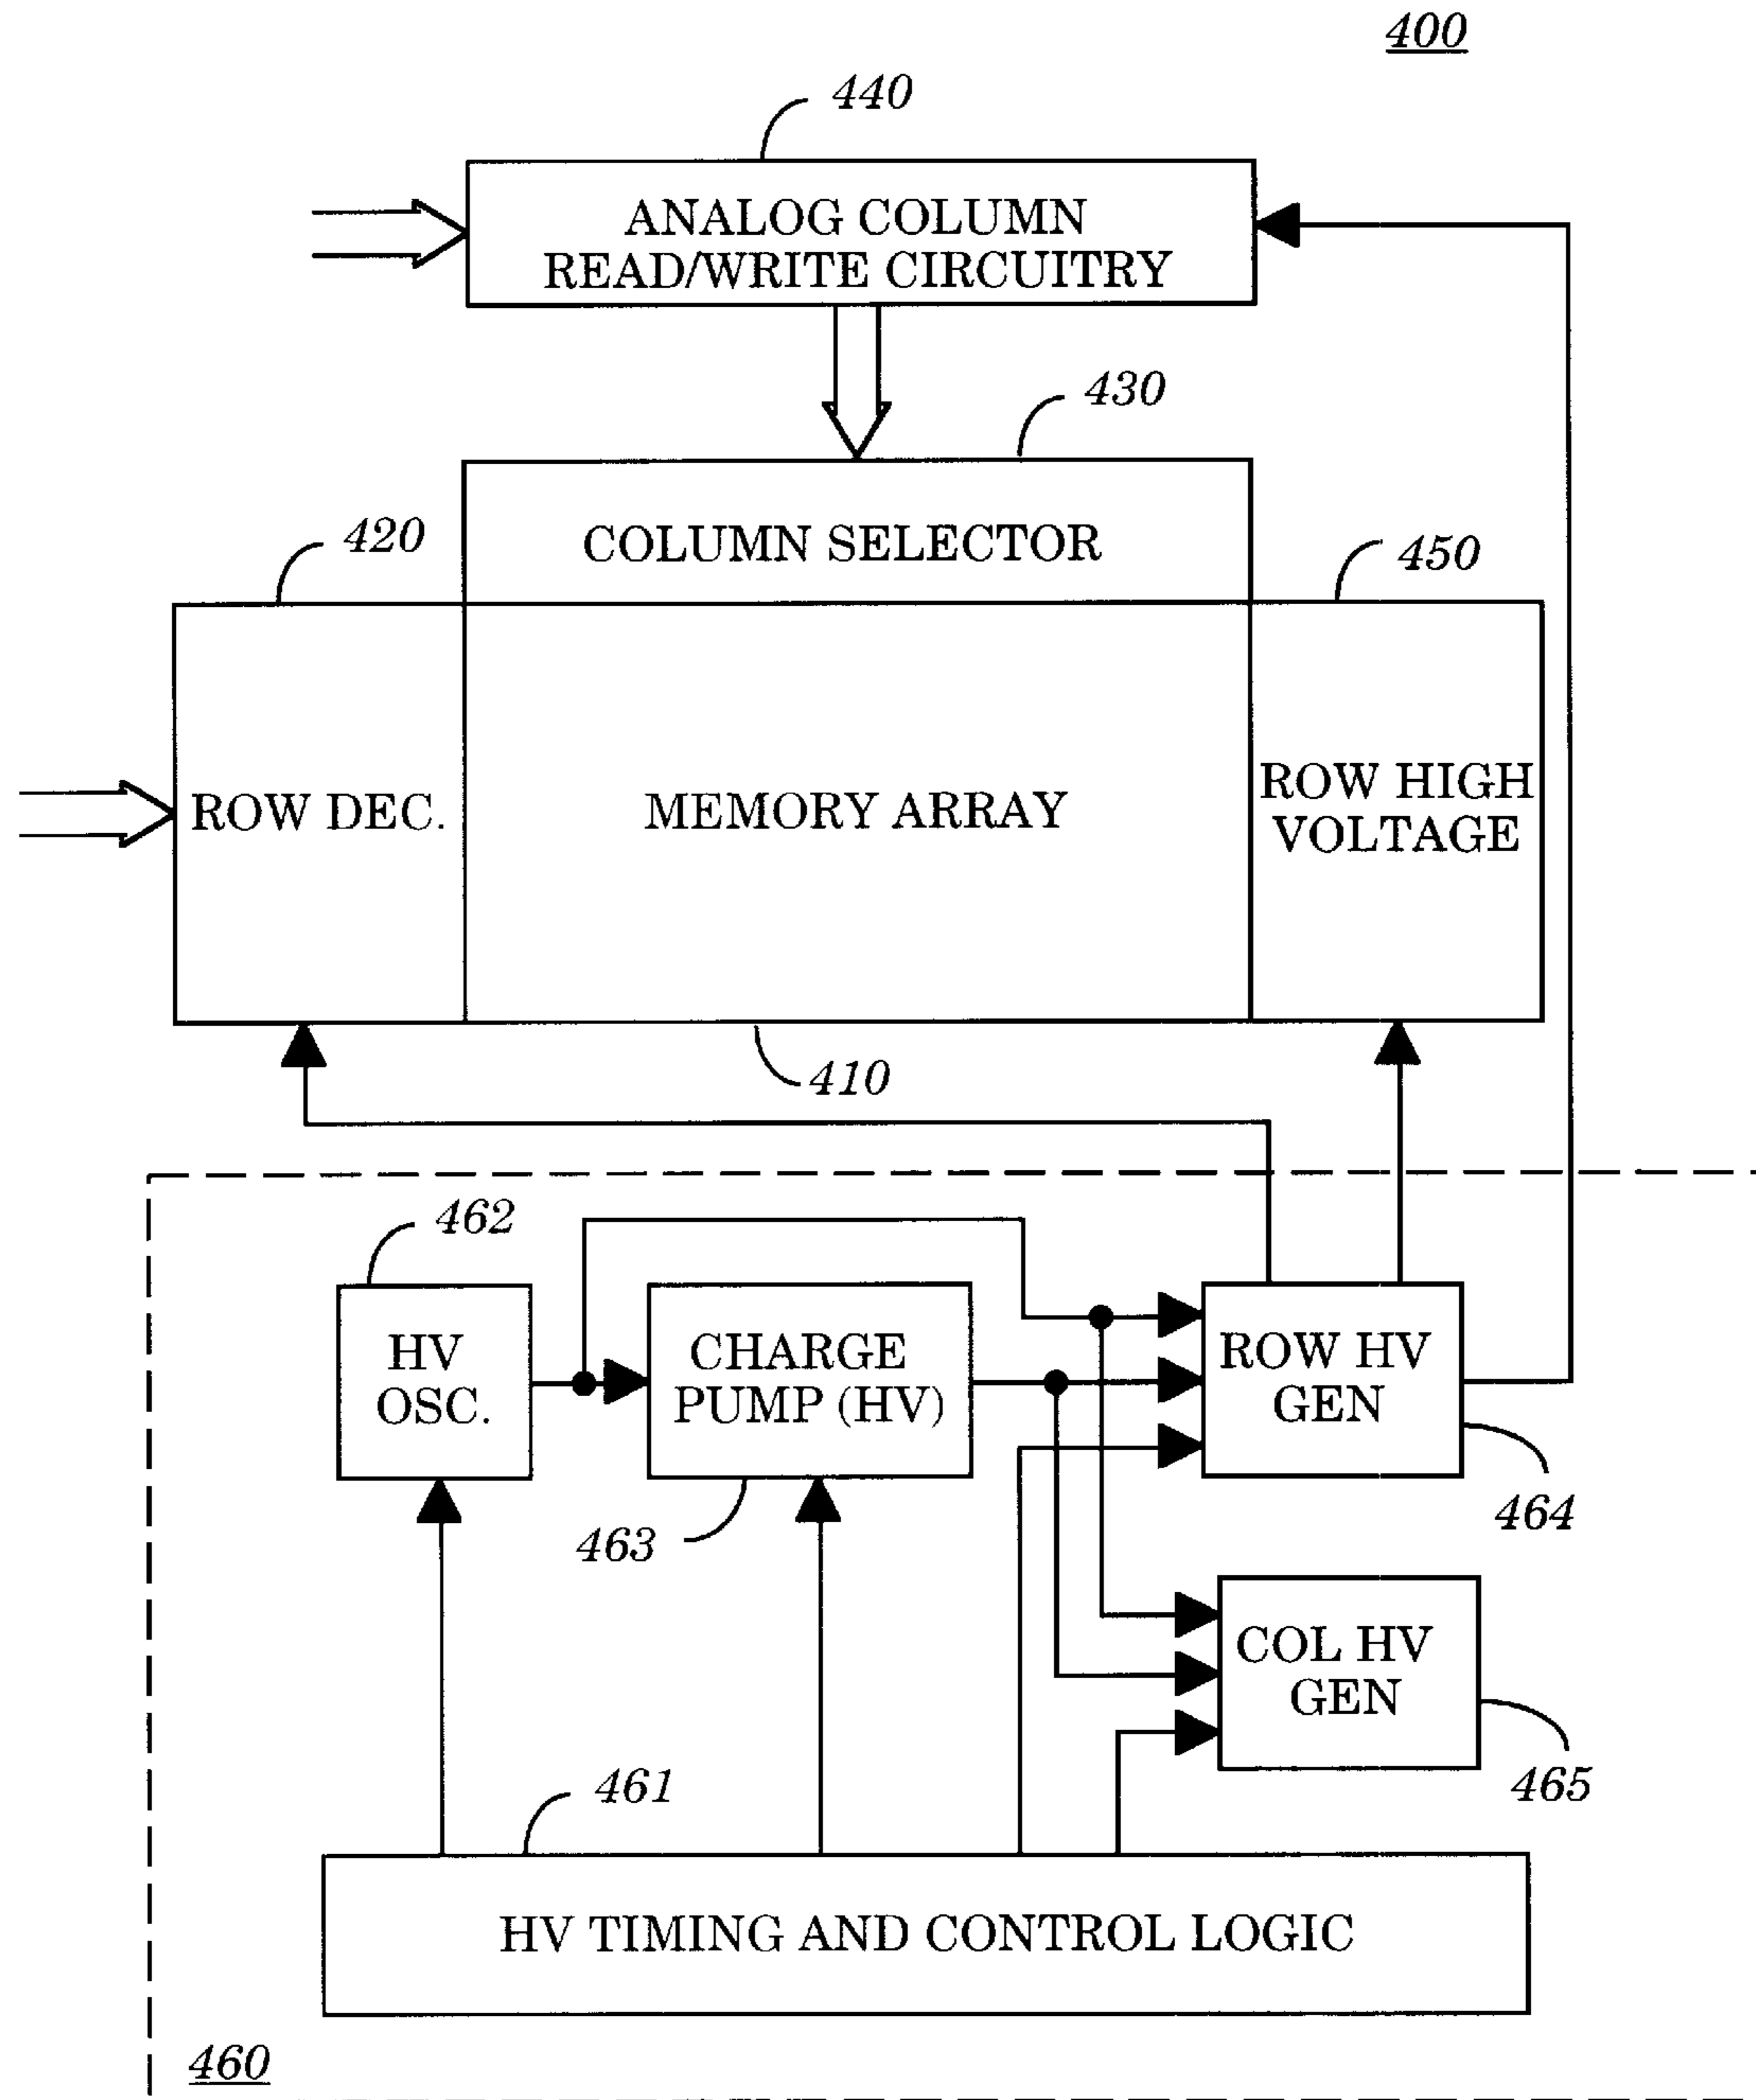 400
440
ANALOG COLUMN
READ/WRITE CIRCUITRY
430
COLUMN SELECTOR
420
450
ROW DEC.
MEMORY ARRAY
ROW HIGH
VOLTAGE
410
462
HV
OSC.
CHARGE
PUMP (HV)
ROW HV
GEN
463
464
COL HV
GEN
465
461
HV TIMING AND CONTROL LOGIC
460